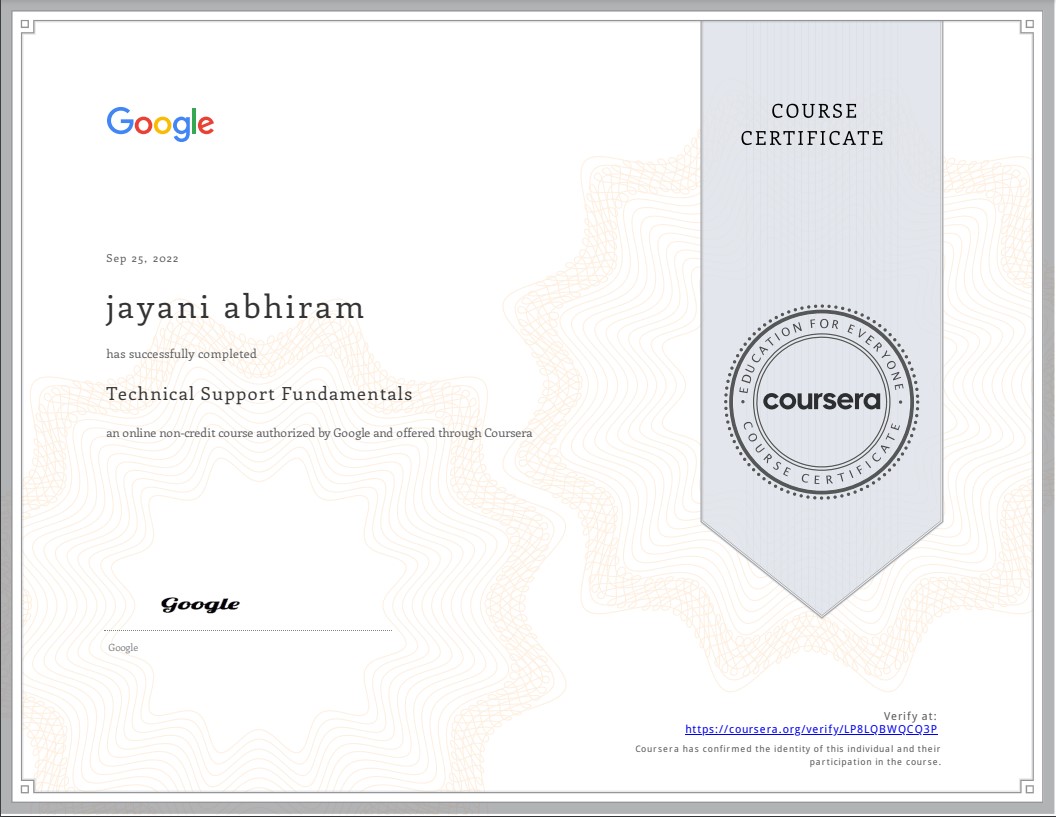 Google
COURSE
CERTIFICATE
Sep 25, 2022
jayani abhiram
has successfully completed
Technical Support Fundamentals
an online non-credit course authorized by Google and offered through Coursera
EDUCATION FOR EVERYONE
coursera
COURSE CERTIFICATE
Google
Google
Verify at:
https://coursera.org/verify/LP8LQBWQCQ3P
Coursera has confirmed the identity of this individual and their
participation in the course.